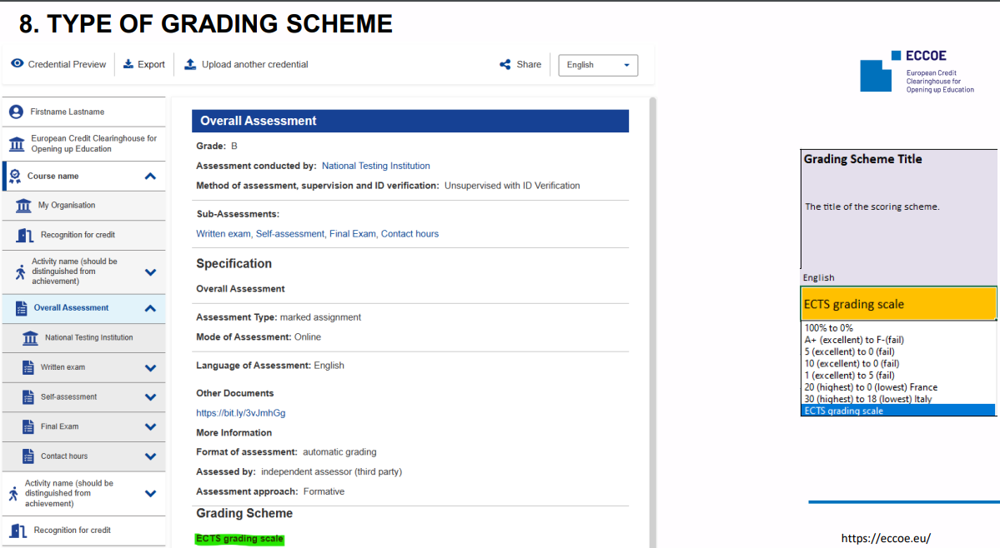 8. TYPE OF GRADING SCHEME
Credential Preview
Export
Upload another credential
Share
English
ECCOE
European Credit
Clearinghouse for
Opening up Education
Firstname Lastname
European Credit Clearinghouse for
Opening up Education
Course name
My Organisation
Recognition for credit
Activity name (should be
distinguished from
achievement)
Overall Assessment
National Testing Institution
Written exam
Self-assessment
Final Exam
Contact hours
Activity name (should be
distinguished from
achievement)
Recognition for credit
Overall Assessment
Grade: B
Assessment conducted by: National Testing Institution
Method of assessment, supervision and ID verification: Unsupervised with ID Verification
Sub-Assessments:
Written exam, Self-assessment, Final Exam, Contact hours
Specification
Overall Assessment
Assessment Type: marked assignment
Mode of Assessment: Online
Language of Assessment: English
Other Documents
https://bit.ly/3vJmhGg
More Information
Format of assessment: automatic grading
Assessed by: independent assessor (third party)
Assessment approach: Formative
Grading Scheme
ECTS grading scale
Grading Scheme Title
The title of the scoring scheme.
English
ECTS grading scale
100% to 0%
A+ (excellent) to F-(fail)
5 (excellent) to 0 (fail)
10 (excellent) to 0 (fail)
1 (excellent) to 5 (fail)
20 (highest) to 0 (lowest) France
30 (highest) to 18 (lowest) Italy
ECTS grading scale
https://eccoe.eu/